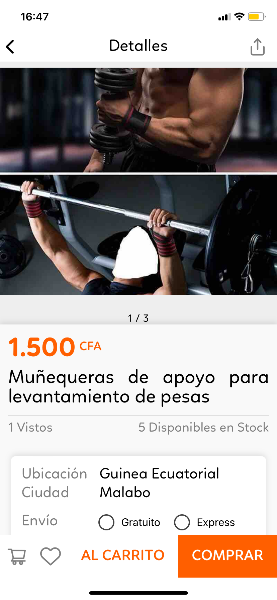 16:47
Detalles
1 / 3
1.500 CFA
Muñequeras de apoyo para
levantamiento de pesas
1 Vistos 5 Disponibles en Stock
Ubicación Guinea Ecuatorial
Ciudad Malabo
Envío Gratuito Express
AL CARRITO COMPRAR